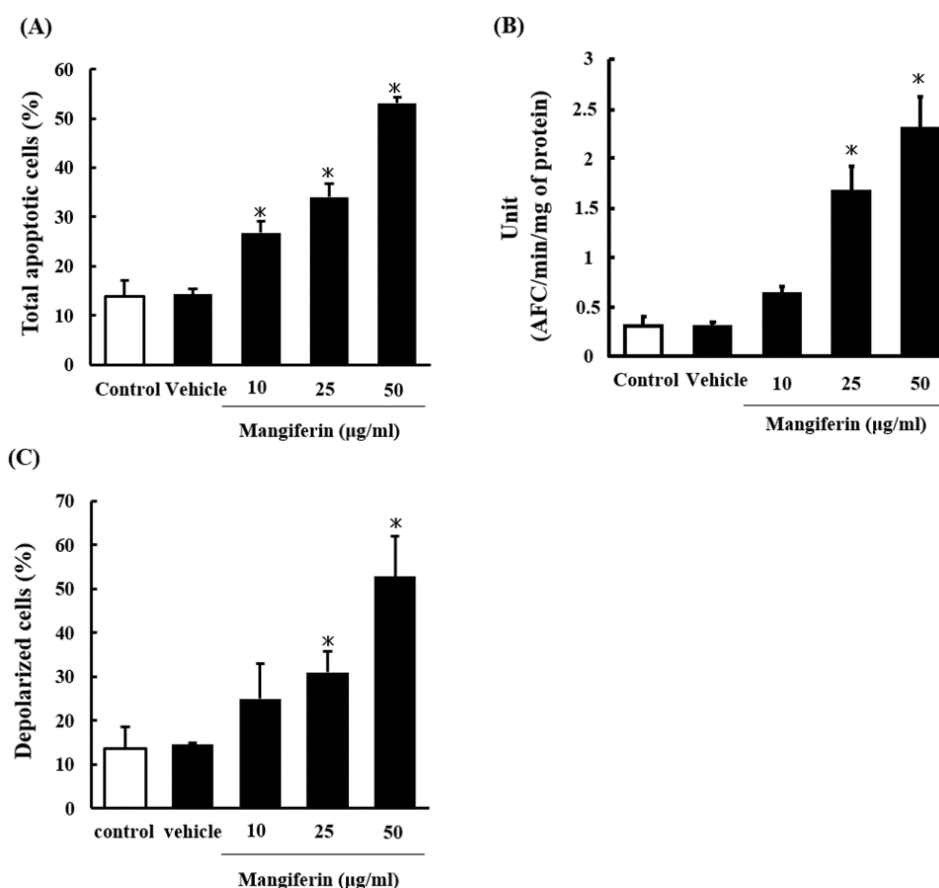 (A)
Total apoptotic cells (%)
60
50
40
30
20
10
0
*
*
*
Control Vehicle 10 25 50
Mangiferin (μg/ml)
(B)
Unit
(AFC/min/mg of protein)
3
2.5
2
1.5
1
0.5
0
*
*
Control Vehicle 10 25 50
Mangiferin (μg/ml)
(C)
Depolarized cells (%)
70
60
50
40
30
20
10
0
*
*
control vehicle 10 25 50
Mangiferin (μg/ml)